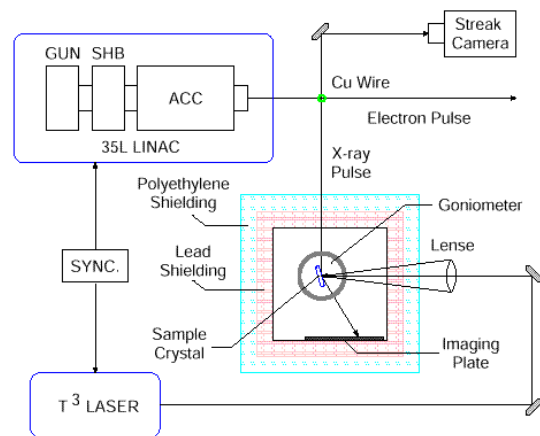 Streak
Camera
GUN SHB
ACC
Cu Wire
Electron Pulse
35L LINAC
X-ray
Pulse
Polyethylene
Shielding
Goniometer
Lead
Shielding
Lense
SYNC.
Sample
Crystal
Imaging
Plate
T³ LASER